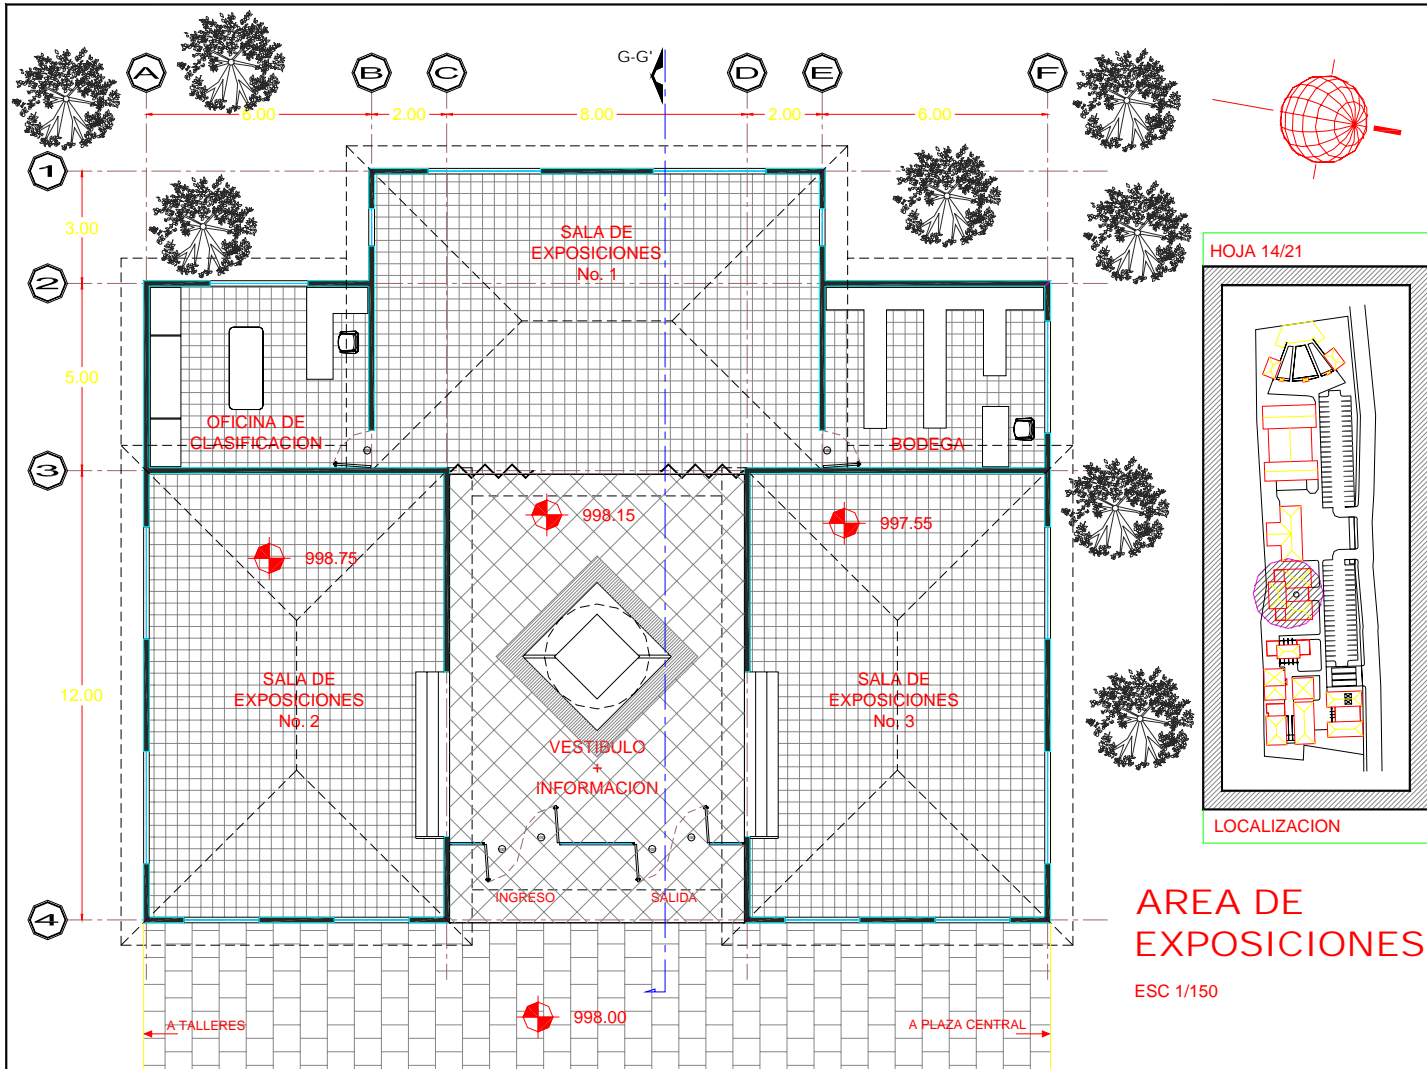 G-G'
A
B
C
D
E
F
6.00
2.00
8.00
2.00
6.00
1
2
3
4
3.00
5.00
12.00
SALA DE
EXPOSICIONES
No. 1
OFICINA DE
CLASIFICACION
BODEGA
998.15
997.55
998.75
SALA DE
EXPOSICIONES
No. 2
SALA DE
EXPOSICIONES
No. 3
VESTIBULO
+
INFORMACION
INGRESO
SALIDA
998.00
A TALLERES
A PLAZA CENTRAL
HOJA 14/21
LOCALIZACION
AREA DE
EXPOSICIONES
ESC 1/150